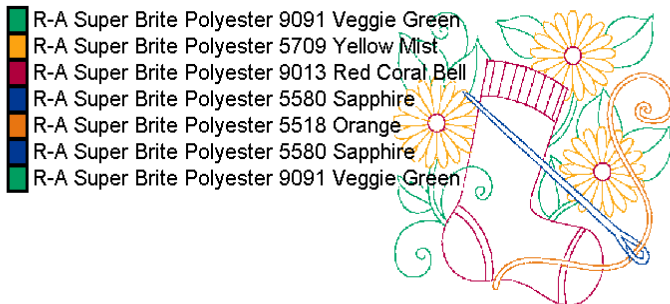 R-A Super Brite Polyester 9091 Veggie Green
R-A Super Brite Polyester 5709 Yellow Mist
R-A Super Brite Polyester 9013 Red Coral Bell
R-A Super Brite Polyester 5580 Sapphire
R-A Super Brite Polyester 5518 Orange
R-A Super Brite Polyester 5580 Sapphire
R-A Super Brite Polyester 9091 Veggie Green